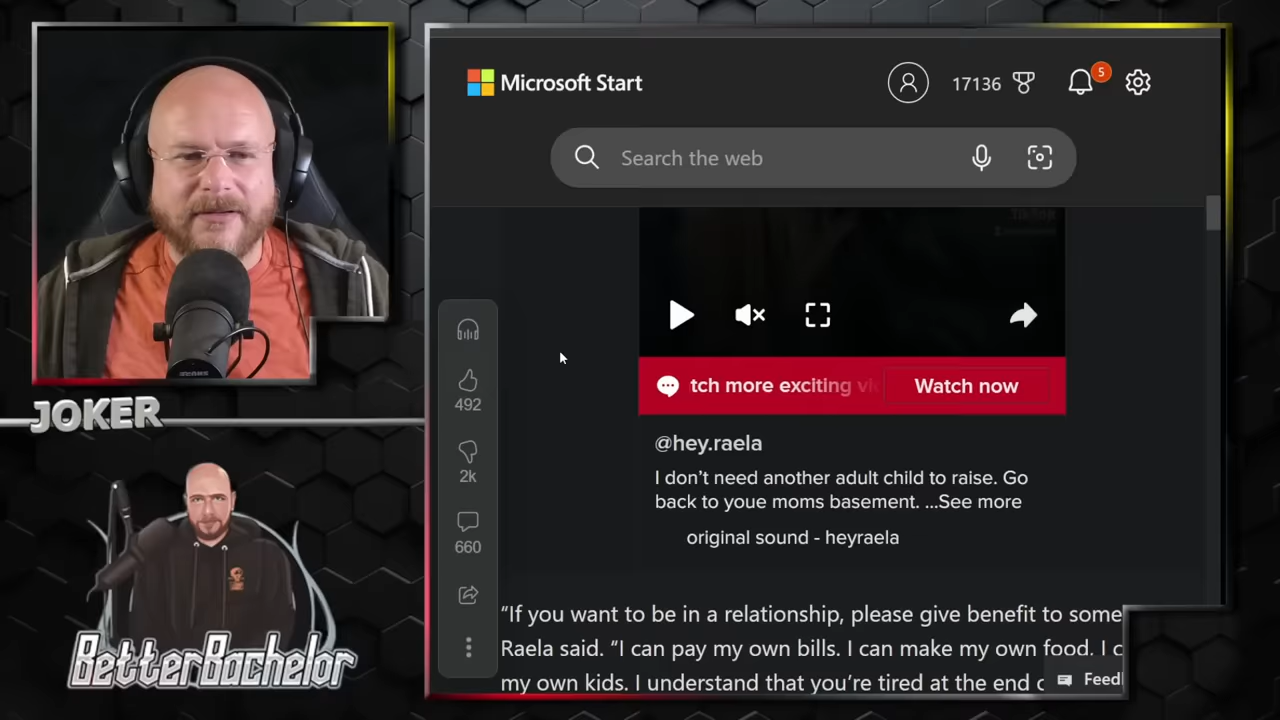 Microsoft Start
17136
5
Search the web
TikTok
492
2k
660
tch more exciting vi
Watch now
@hey.raela
I don’t need another adult child to raise. Go
back to youe moms basement. ...See more
original sound - heyraela
“If you want to be in a relationship, please give benefit to some
Raela said. “I can pay my own bills. I can make my own food. I c
my own kids. I understand that you’re tired at the end o
Feed
JOKER
BetterBachelor